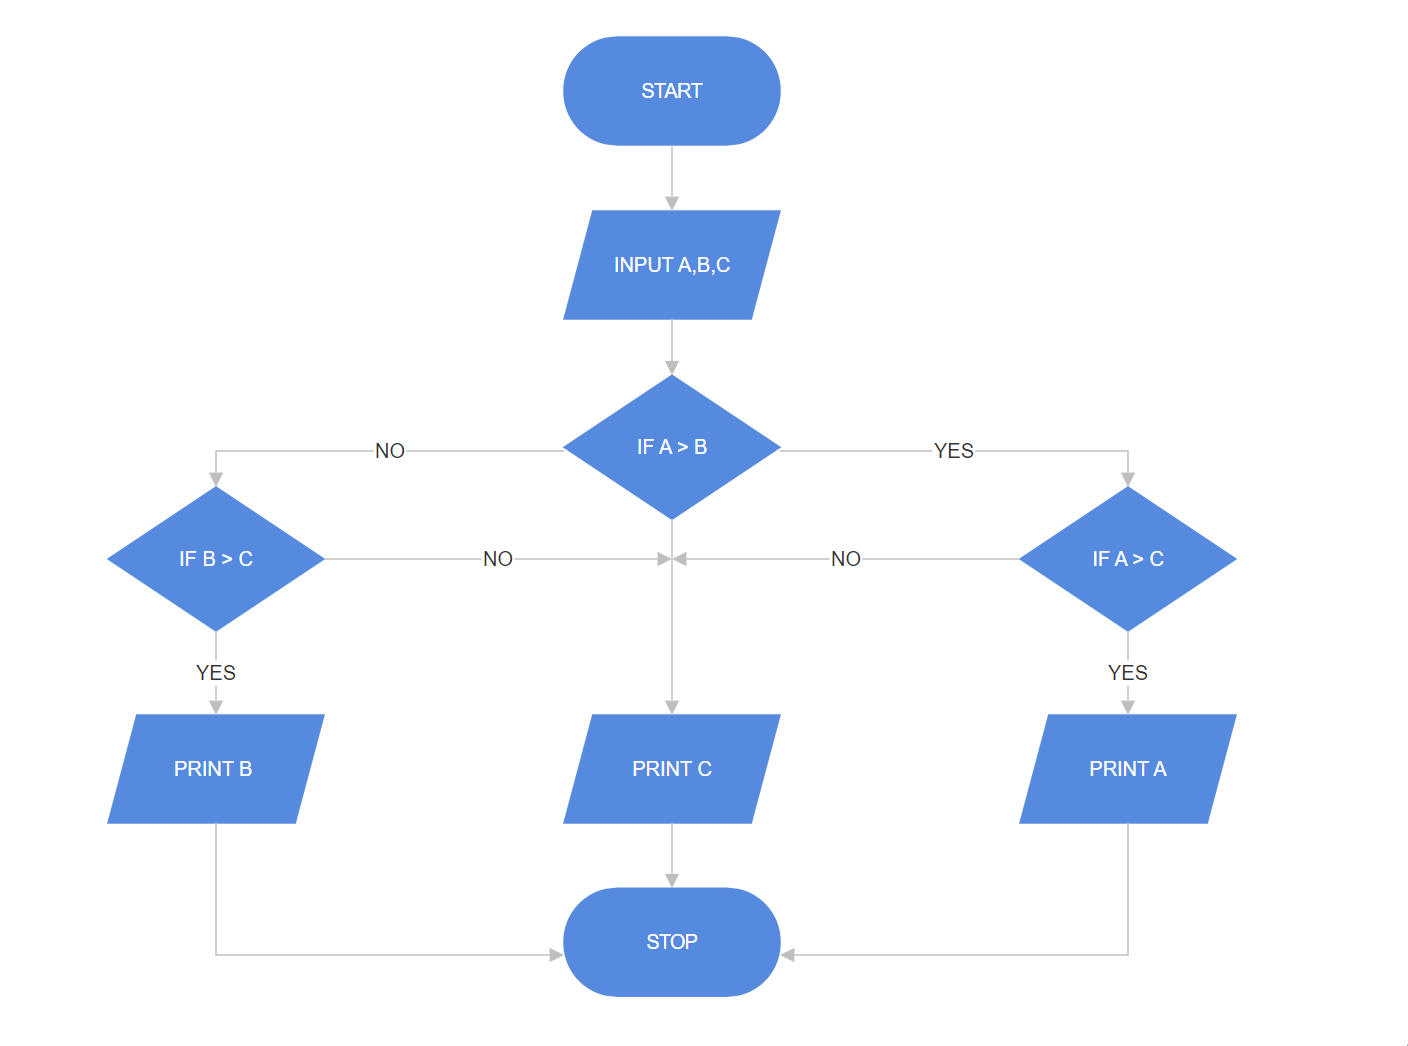 START
INPUT A,B,C
IF A > B
NO
YES
IF B > C
NO
NO
IF A > C
YES
YES
PRINT B
PRINT C
PRINT A
STOP